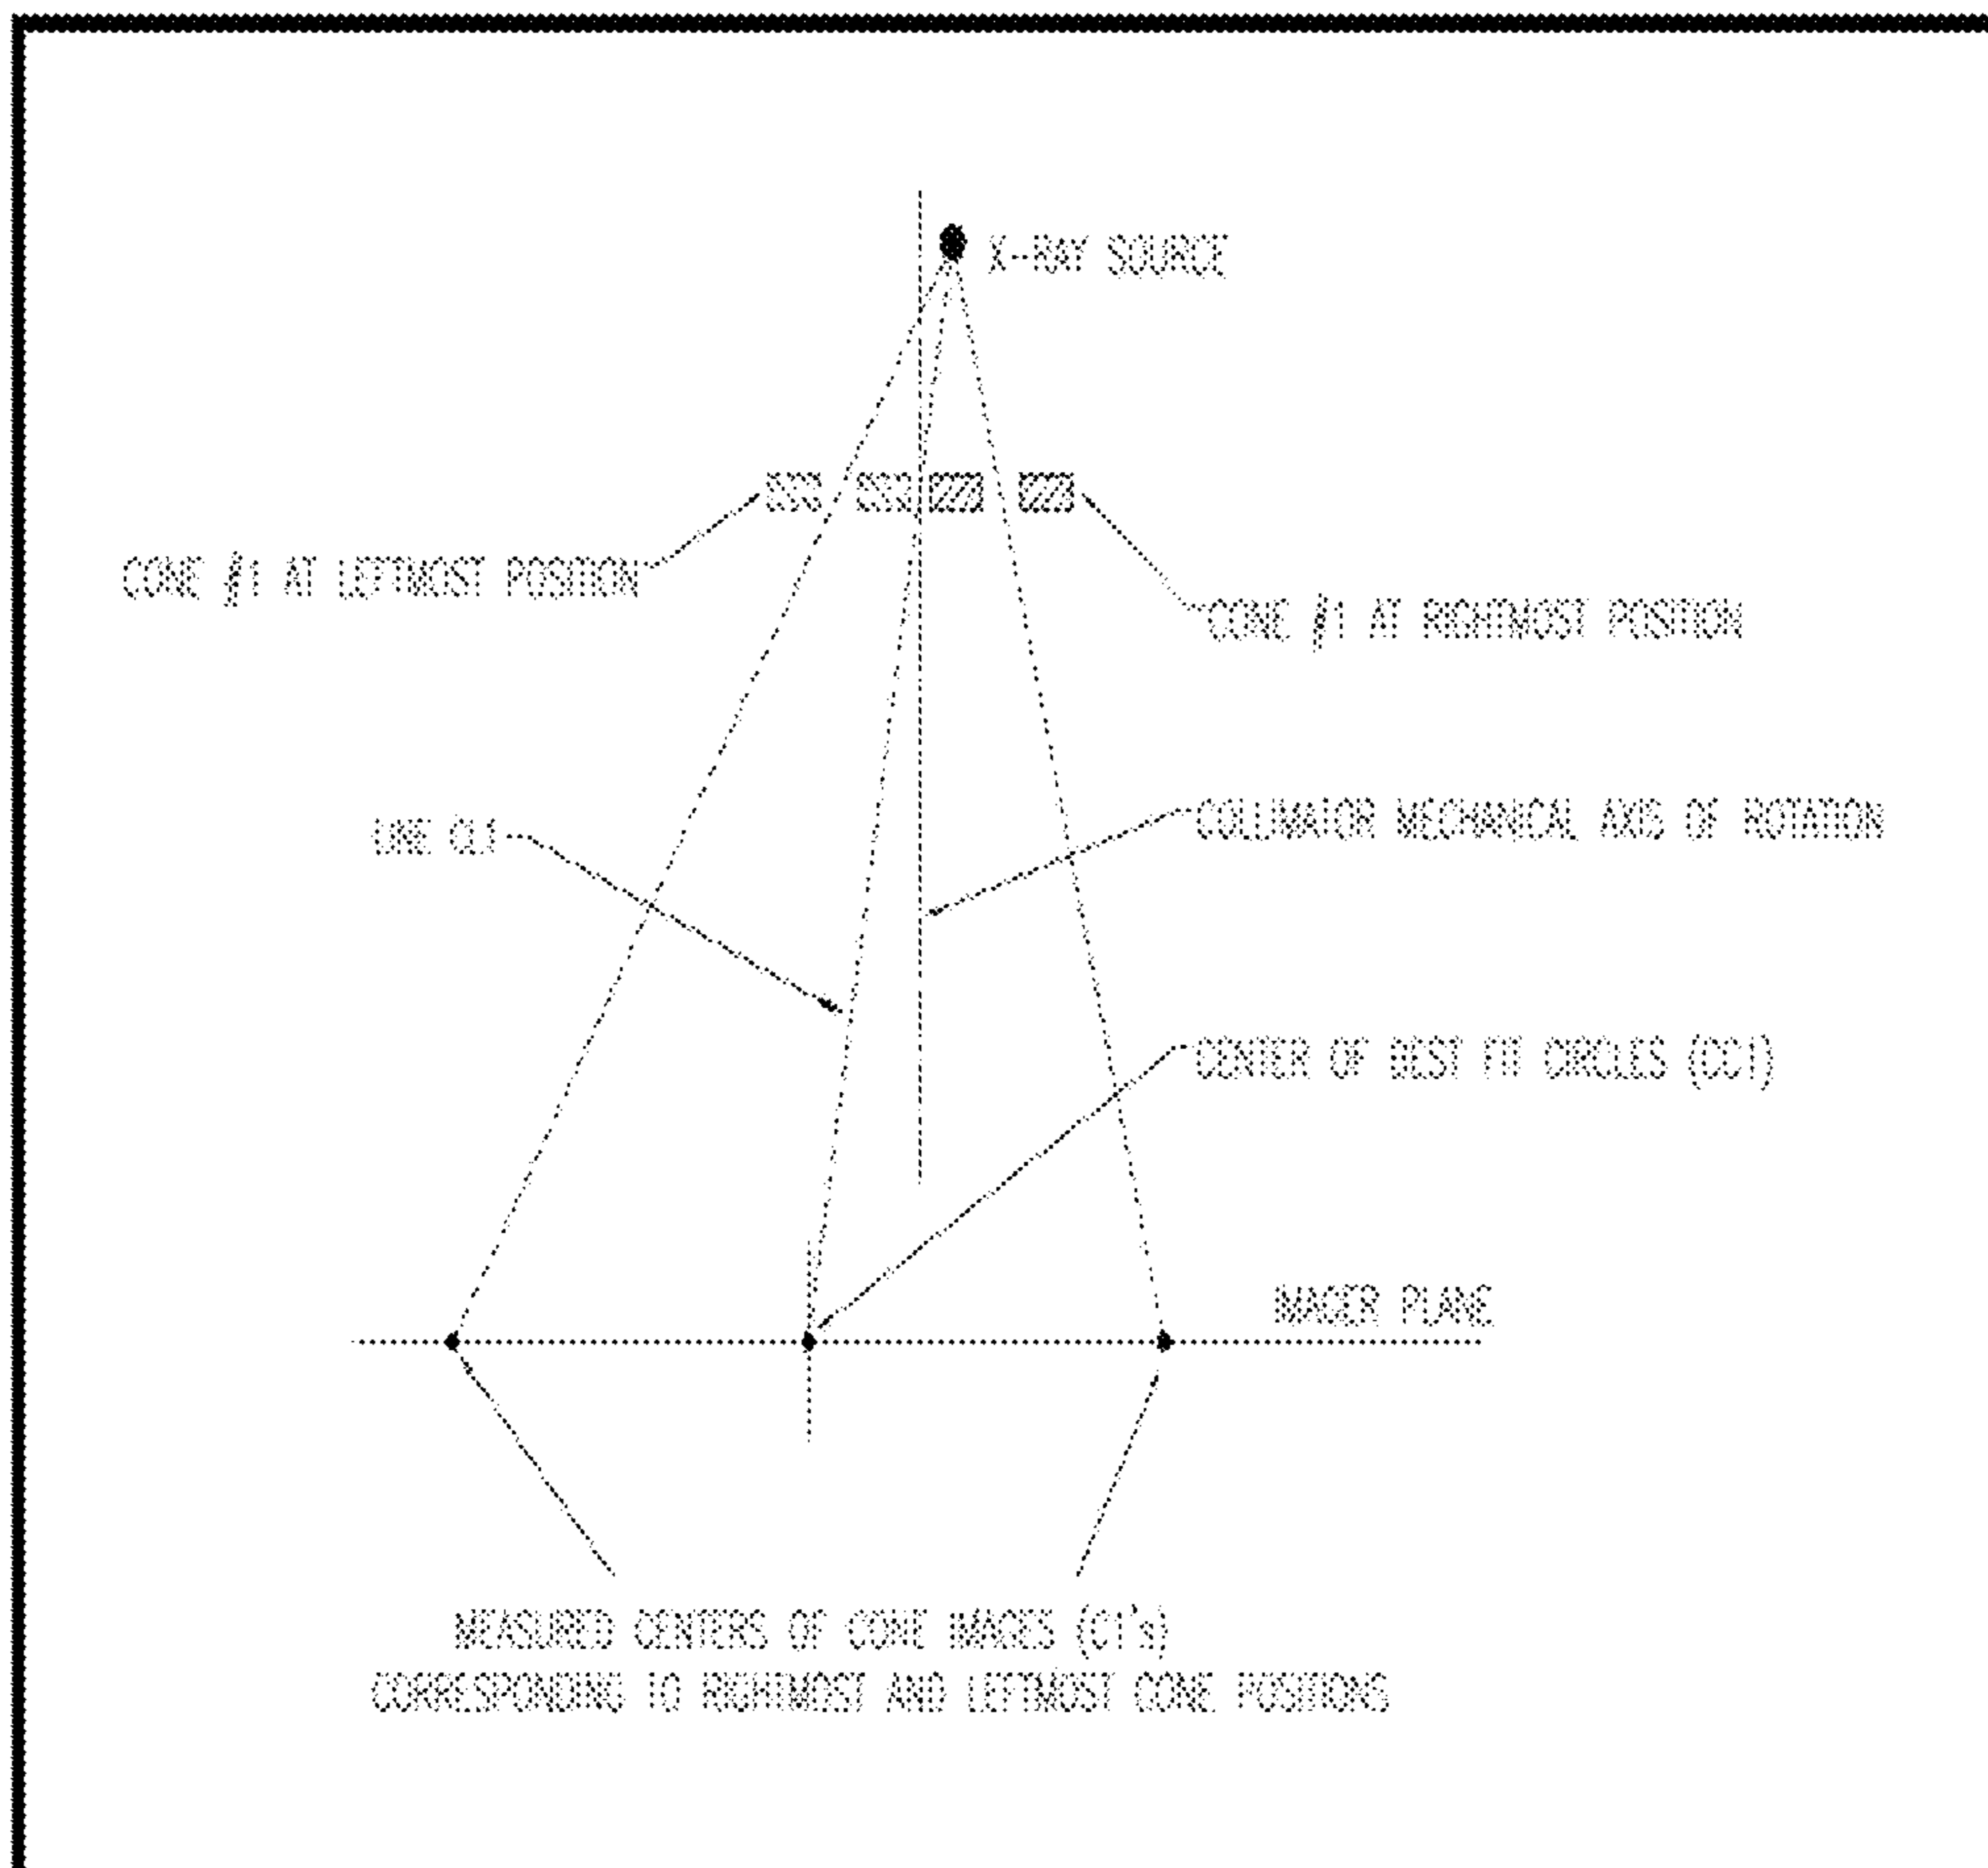 X-RAY SOURCE
CONE #1 AT LEFTMOST POSITION
CONE #1 AT RIGHTMOST POSITION
LINE CL1
COLLIMATOR MECHANICAL AXIS OF ROTATION
CENTER OF BEST FIT CIRCLES (CC1)
IMAGER PLANE
MEASURED CENTERS OF CONE IMAGES (C1's)
CORRESPONDING TO RIGHTMOST AND LEFTMOST CONE POSITIONS